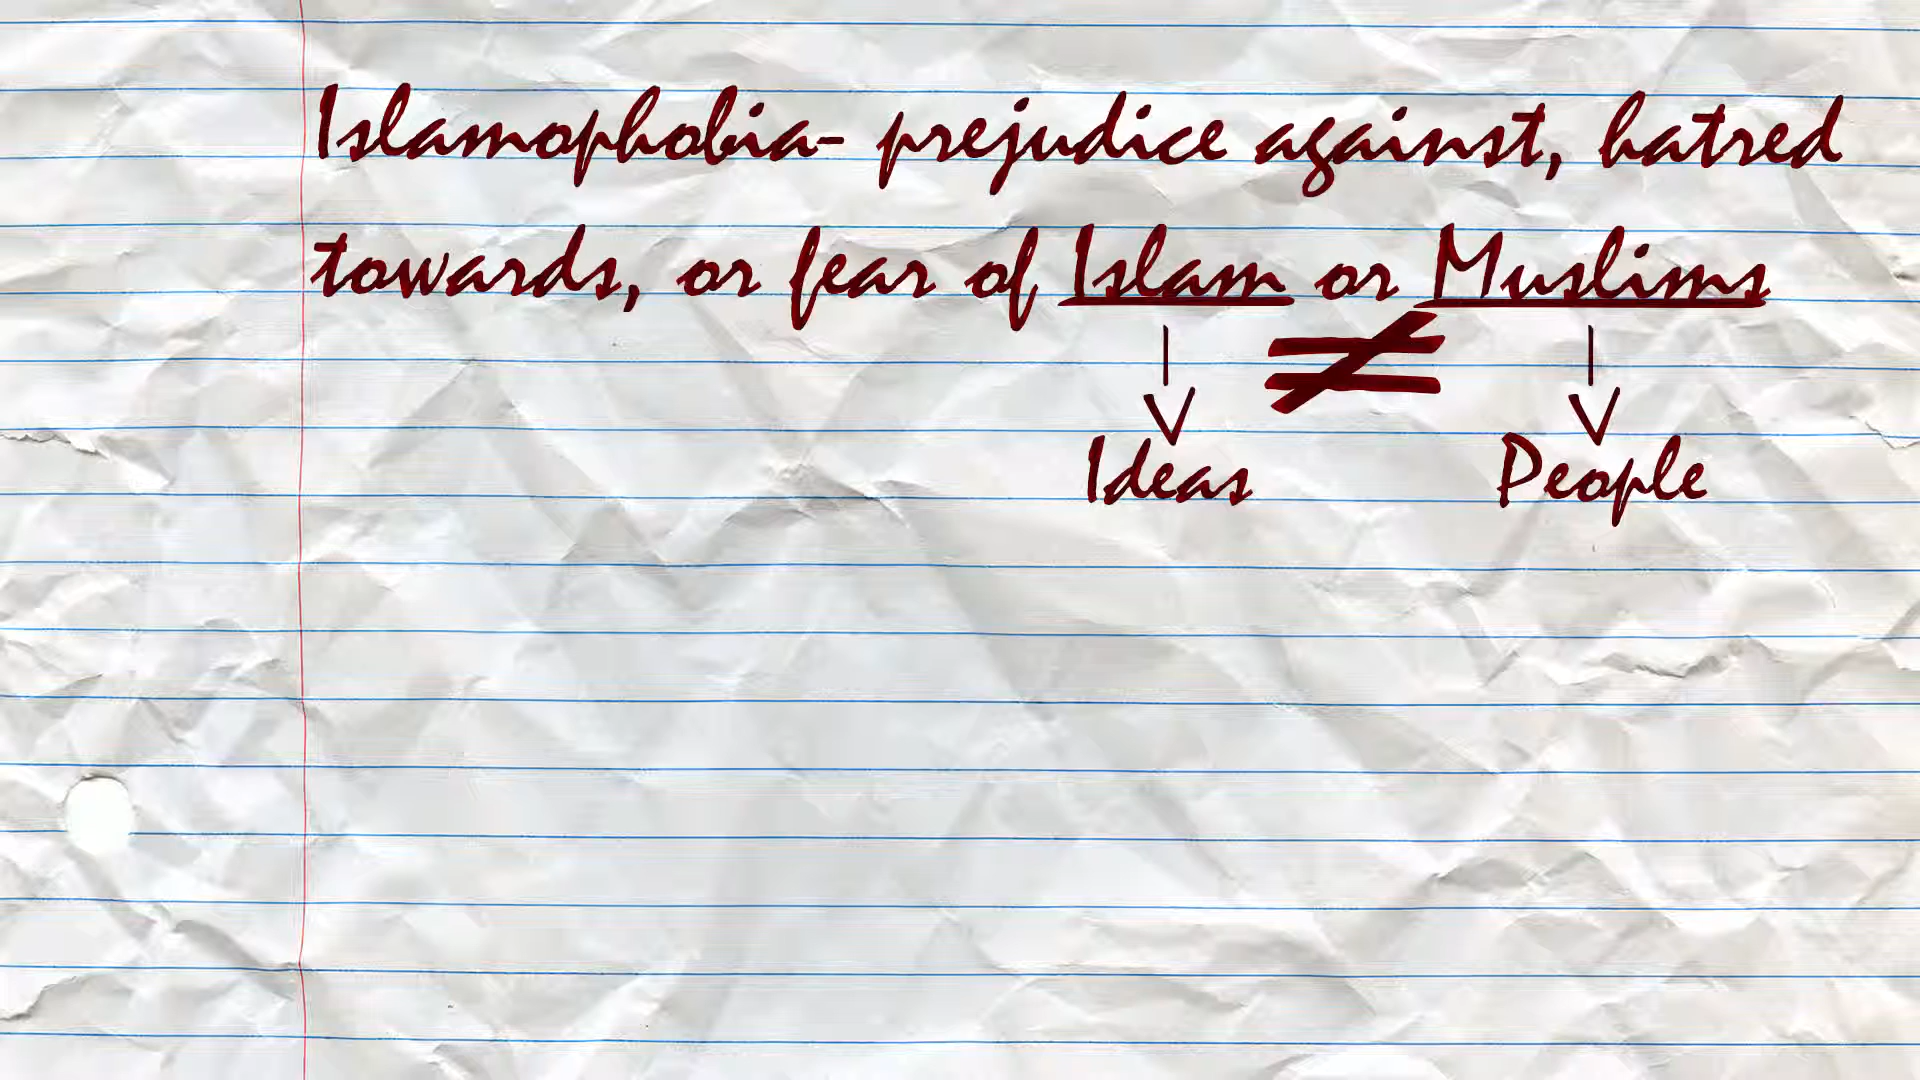 Islamophobia- prejudice against, hatred
towards, or fear of Islam or Muslims
≠
Ideas People